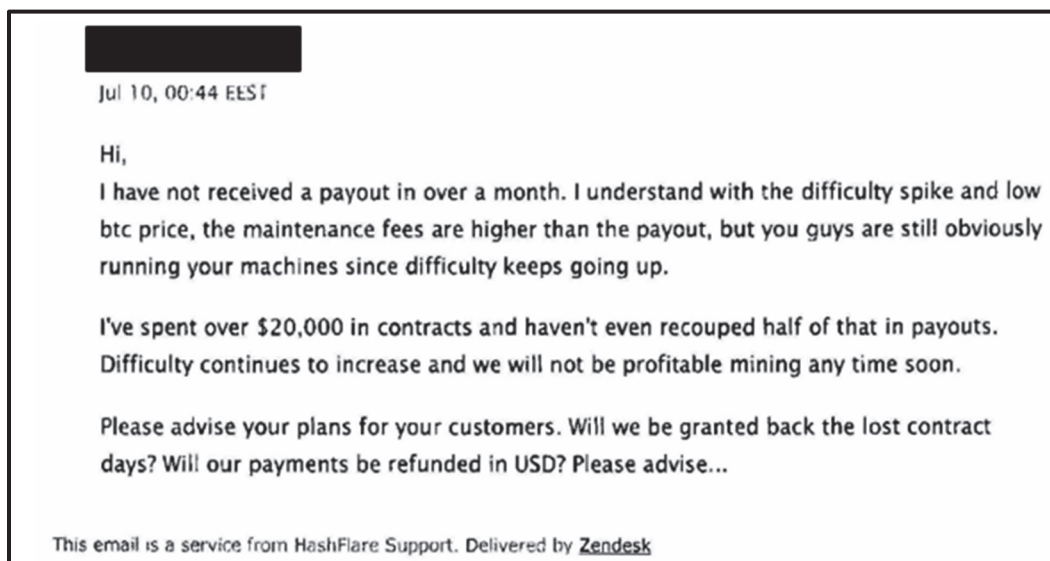 Jul 10, 00:44 EEST
Hi,
I have not received a payout in over a month. I understand with the difficulty spike and low
btc price, the maintenance fees are higher than the payout, but you guys are still obviously
running your machines since difficulty keeps going up.
I've spent over $20,000 in contracts and haven't even recouped half of that in payouts.
Difficulty continues to increase and we will not be profitable mining any time soon.
Please advise your plans for your customers. Will we be granted back the lost contract
days? Will our payments be refunded in USD? Please advise...
This email is a service from HashFlare Support. Delivered by Zendesk